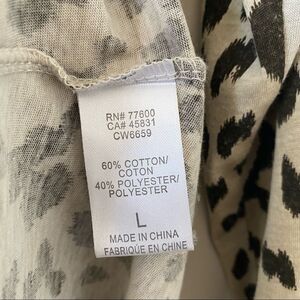 RN# 77600
CA# 45831
CW6659
60% COTTON/
COTON
40% POLYESTER/
POLYESTER
L
MADE IN CHINA
FABRIQUÉ EN CHINE